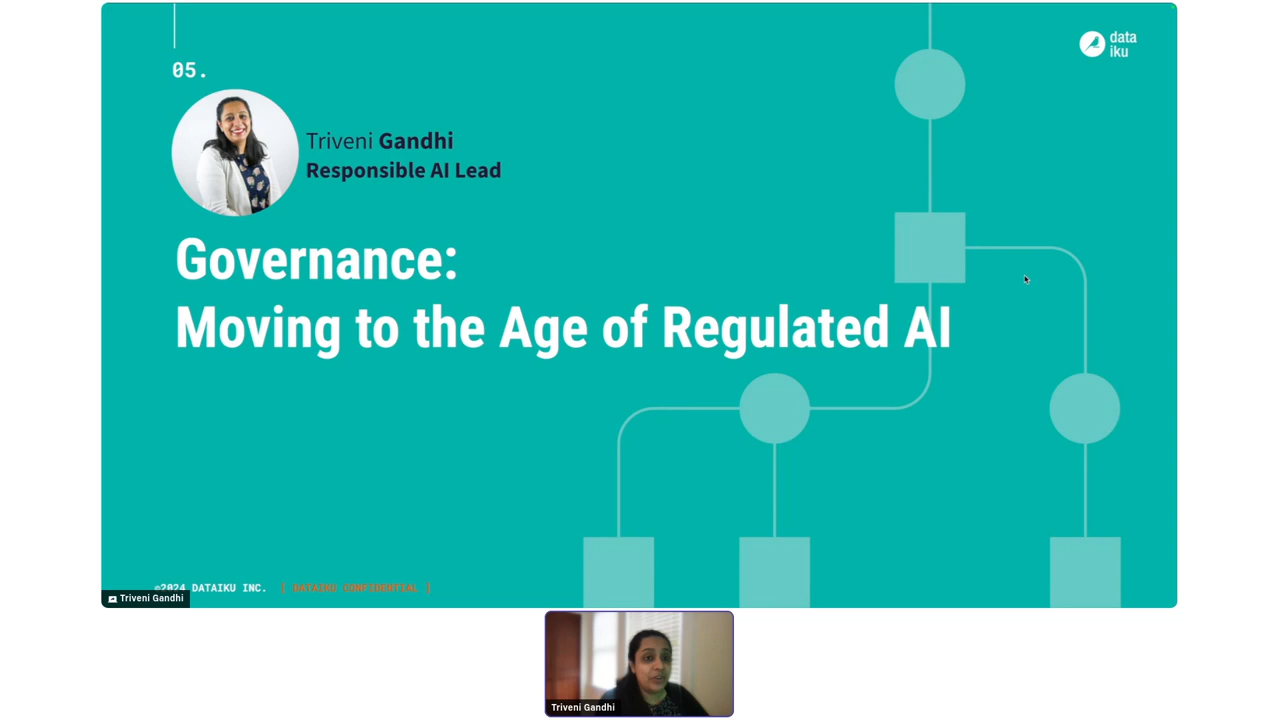 05.
data
iku
Triveni Gandhi
Responsible AI Lead
Governance:
Moving to the Age of Regulated AI
©2024 DATAIKU INC. | DATAIKU CONFIDENTIAL |
Triveni Gandhi
Triveni Gandhi